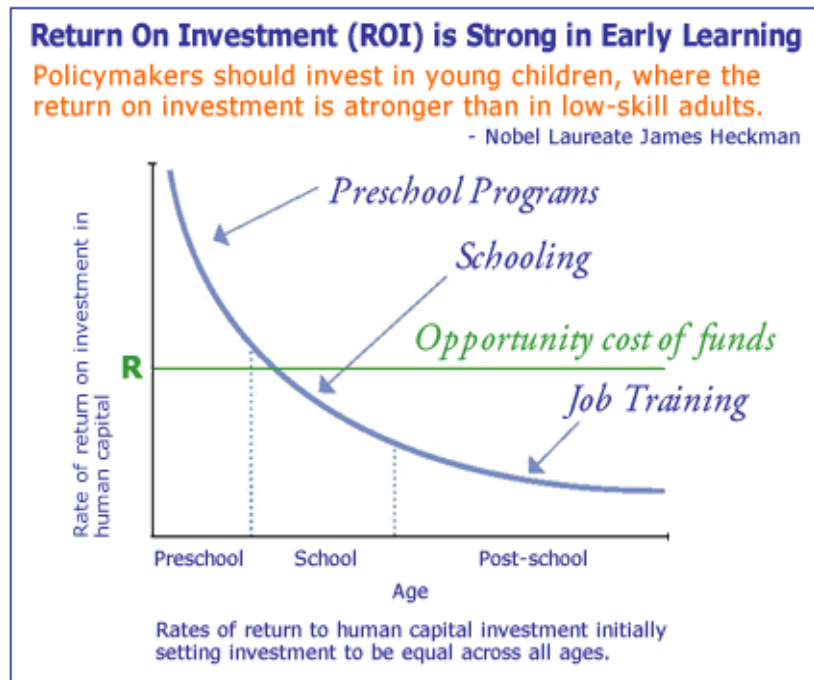 Return On Investment (ROI) is Strong in Early Learning
Policymakers should invest in young children, where the
return on investment is atronger than in low-skill adults.
- Nobel Laureate James Heckman
Preschool Programs
Schooling
Opportunity cost of funds
R
Job Training
Rate of return on investment in
human capital
Preschool
School
Post-school
Age
Rates of return to human capital investment initially
setting investment to be equal across all ages.